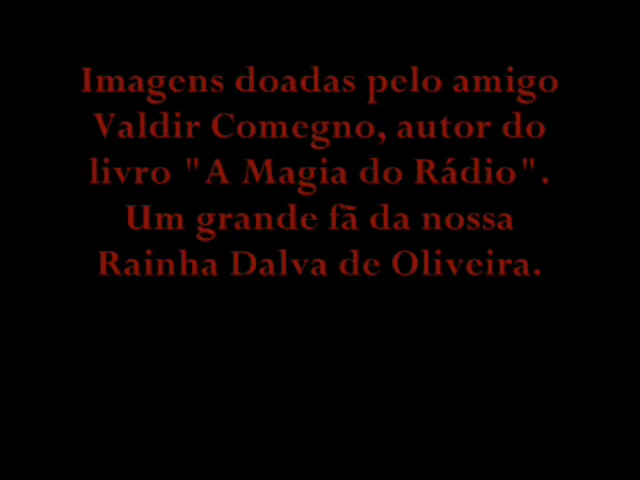 Imagens doadas pelo amigo
Valdir Comegno, autor do
livro "A Magia do Rádio".
Um grande fã da nossa
Rainha Dalva de Oliveira.